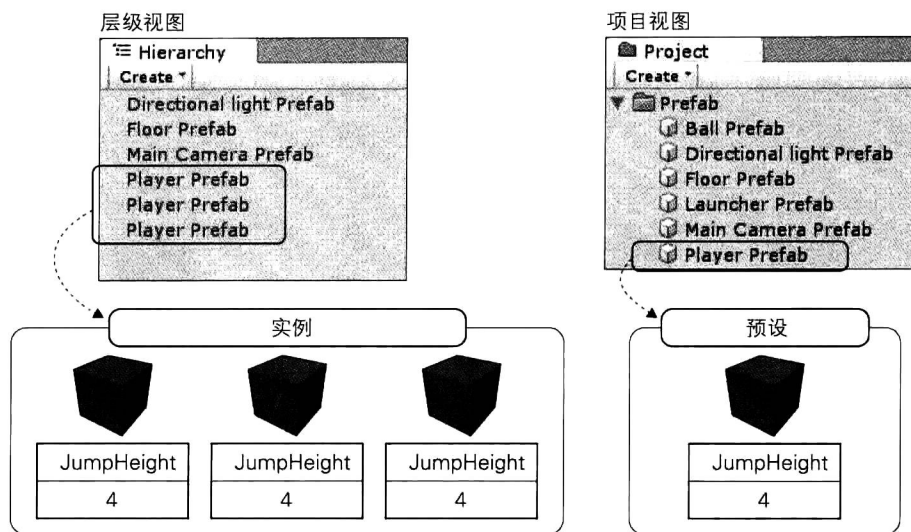 层级视图
Hierarchy
Create
Directional light Prefab
Floor Prefab
Main Camera Prefab
Player Prefab
Player Prefab
Player Prefab
项目视图
Project
Create
Prefab
Ball Prefab
Directional light Prefab
Floor Prefab
Launcher Prefab
Main Camera Prefab
Player Prefab
实例
JumpHeight
4
JumpHeight
4
JumpHeight
4
预设
JumpHeight
4